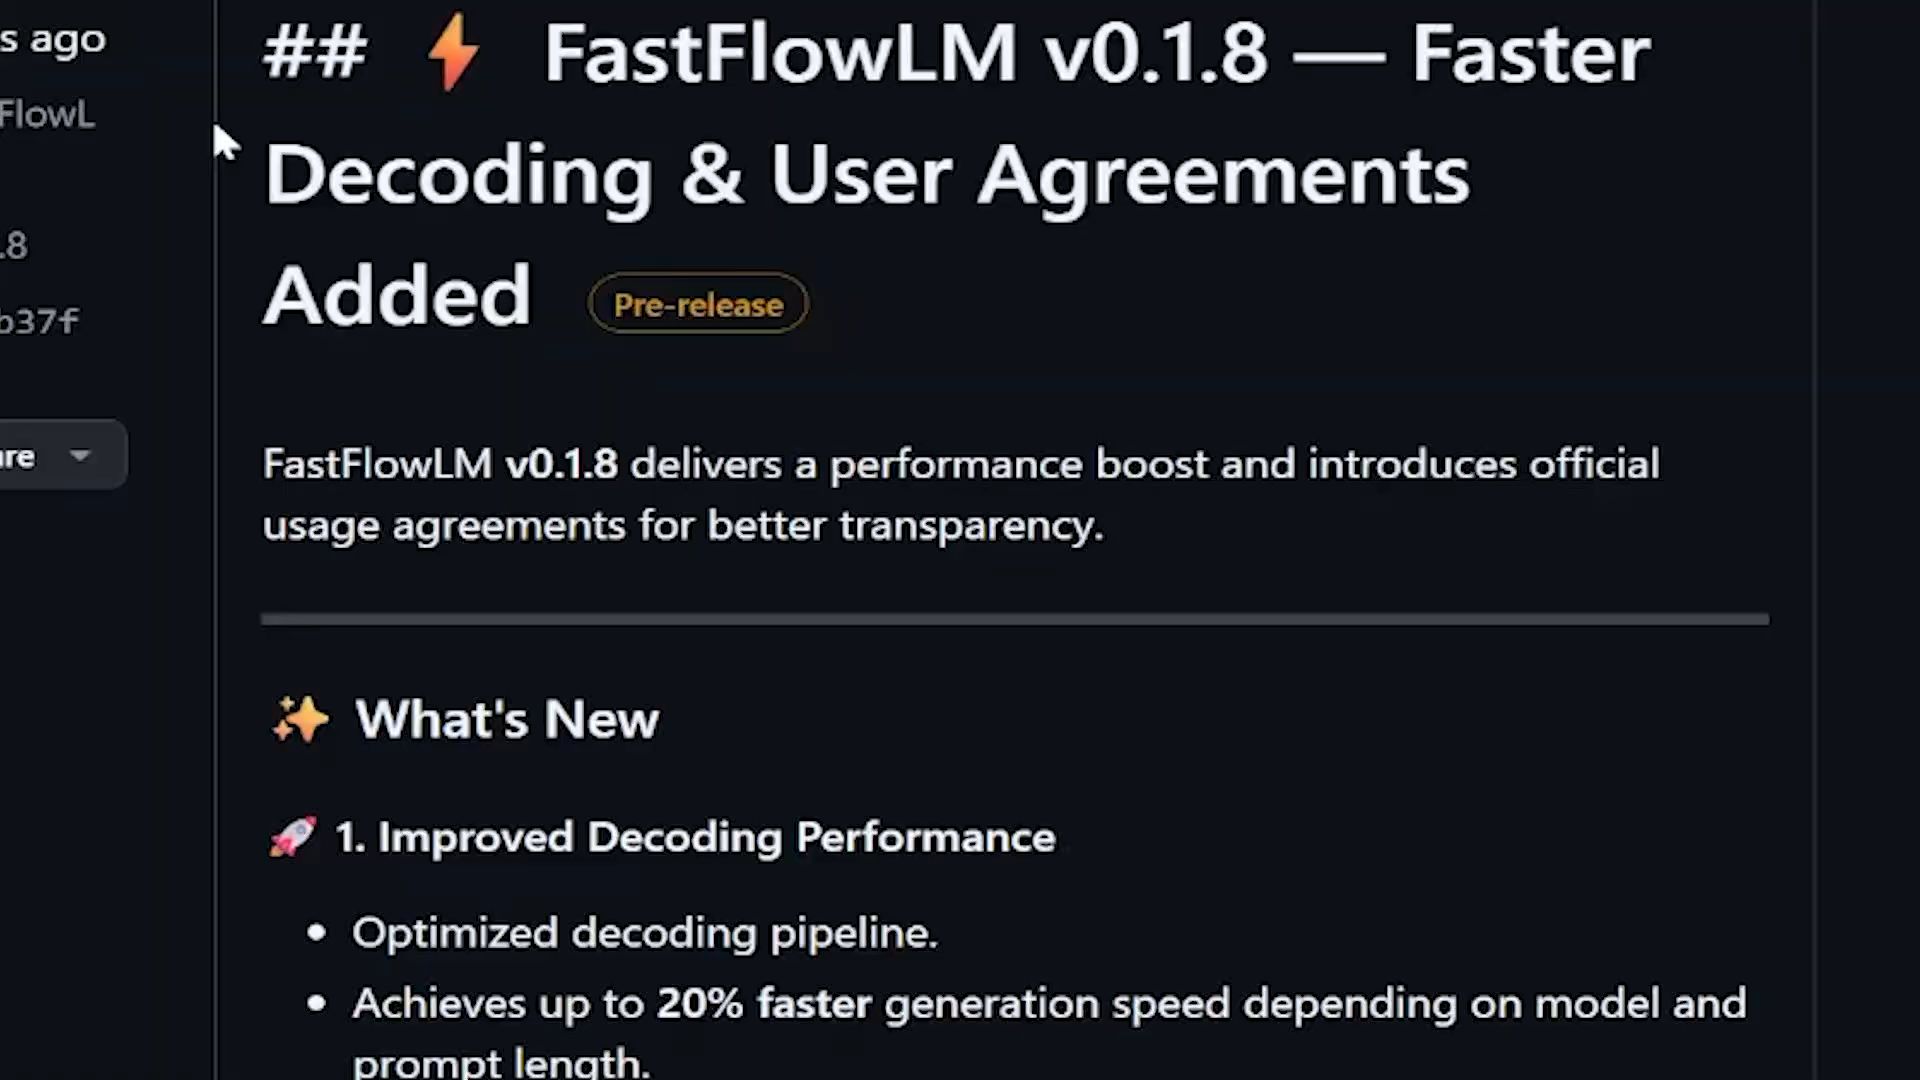 s ago
FlowL
.8
b37f
are
## ⚡ FastFlowLM v0.1.8 — Faster
Decoding & User Agreements
Added Pre-release
FastFlowLM v0.1.8 delivers a performance boost and introduces official
usage agreements for better transparency.
✨ What's New
🚀 1. Improved Decoding Performance
• Optimized decoding pipeline.
• Achieves up to 20% faster generation speed depending on model and
prompt length.